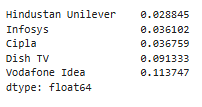 Hindustan Unilever    0.028845
Infosys               0.036102
Cipla                 0.036759
Dish TV               0.091333
Vodafone Idea         0.113747
dtype: float64